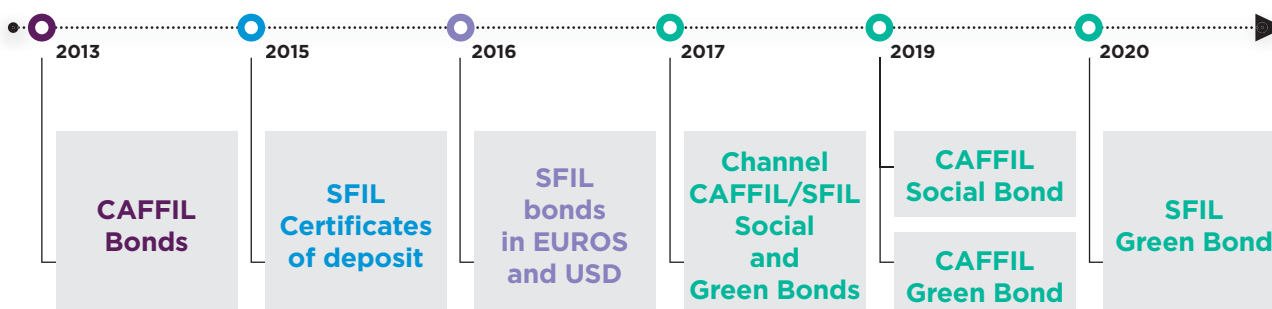 2013
2015
2016
2017
2019
2020
CAFFIL
Bonds
SFIL
Certificates
of deposit
SFIL
bonds
in EUROS
and USD
Channel
CAFFIL/SFIL
Social
and
Green Bonds
CAFFIL
Social Bond
CAFFIL
Green Bond
SFIL
Green Bond